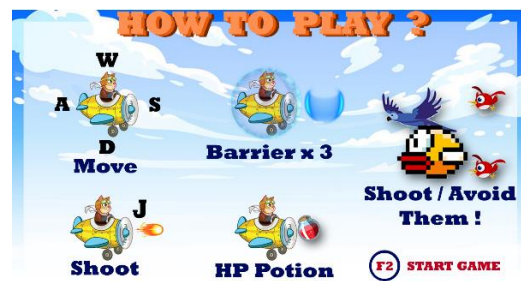 HOW TO PLAY ?
W
A S
D
Move
Barrier x 3
Shoot / Avoid
Them !
J
Shoot
HP Potion
F2 START GAME